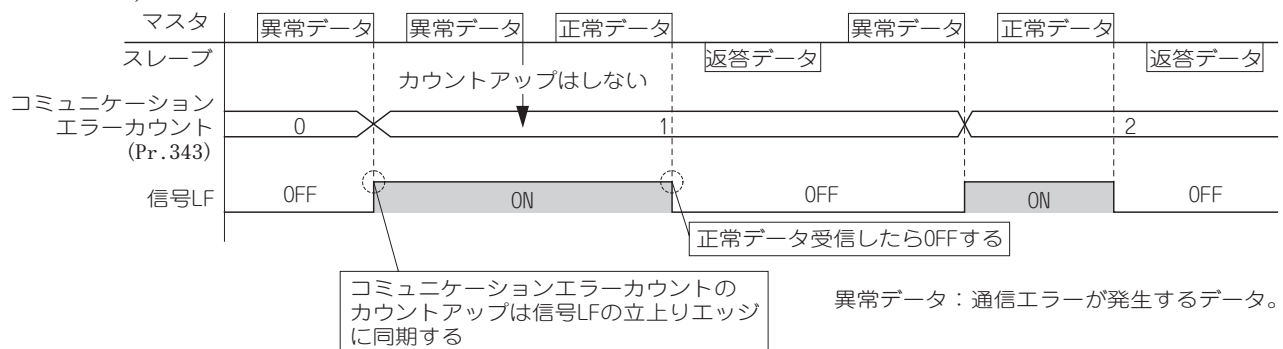 マスタ 異常データ 異常データ 正常データ 異常データ 正常データ
スレーブ 返答データ 返答データ
カウントアップはしない
コミュニケーション
エラーカウント
(Pr.343)
0 1 2
信号LF OFF ON OFF ON OFF
正常データ受信したらOFFする
コミュニケーションエラーカウントの
カウントアップは信号LFの立上りエッジ
に同期する
異常データ：通信エラーが発生するデータ。